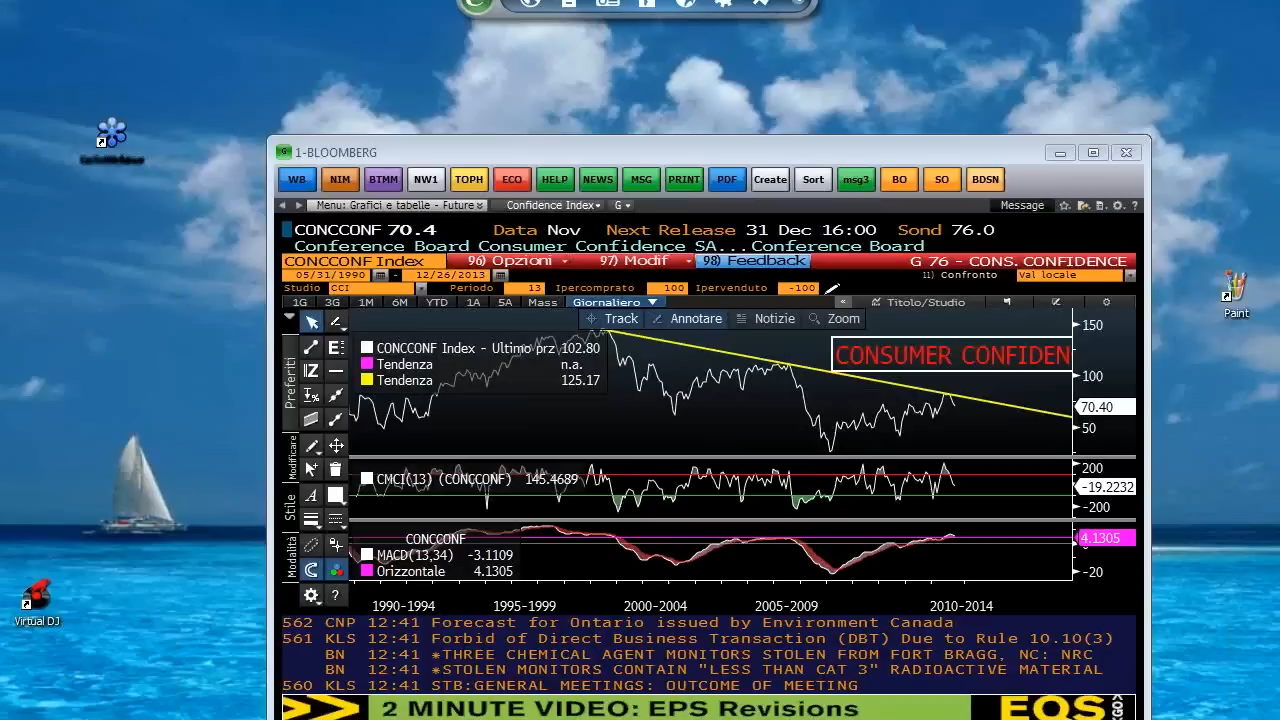 1-BLOOMBERG
WB NIM BTMM NW1 TOPH ECO HELP NEWS MSG PRINT PDF Create Sort msg3 BO SO BDSN
Menu: Grafici e tabelle - Future Confidence Index G Message ?
CONCCONF 70.4 Data Nov Next Release 31 Dec 16:00 Sond 76.0
Conference Board Consumer Confidence SA...Conference Board
CONCCONF Index 96) Opzioni 97) Modif 98) Feedback G 76 - CONS. CONFIDENCE
05/31/1990 - 12/26/2013 11) Confronto Val locale
Studio CCI Periodo 13 Ipercomprato 100 Ipervenduto -100
1G 3G 1M 6M YTD 1A 5A Mass Giornaliero « Titolo/Studio
Track Annotare Notizie Zoom
150
CONCCONF Index - Ultimo prz 102.80
CONSUMER CONFIDEN
Tendenza n.a.
Tendenza 125.17
100
70.40
50
Preferiti
Modificare
Stile
Modalità
CMCI(13) (CONCCONF) 145.4689
200
-19.2232
-200
CONCCONF
MACD(13,34) -3.1109
Orizzontale 4.1305
4.1305
0
-20
1990-1994 1995-1999 2000-2004 2005-2009 2010-2014
562 CNP 12:41 Forecast for Ontario issued by Environment Canada
561 KLS 12:41 Forbid of Direct Business Transaction (DBT) Due to Rule 10.10(3)
BN 12:41 *THREE CHEMICAL AGENT MONITORS STOLEN FROM FORT BRAGG, NC: NRC
BN 12:41 *STOLEN MONITORS CONTAIN "LESS THAN CAT 3" RADIOACTIVE MATERIAL
560 KLS 12:41 STB:GENERAL MEETINGS: OUTCOME OF MEETING
2 MINUTE VIDEO: EPS Revisions EQS
Paint
Virtual DJ